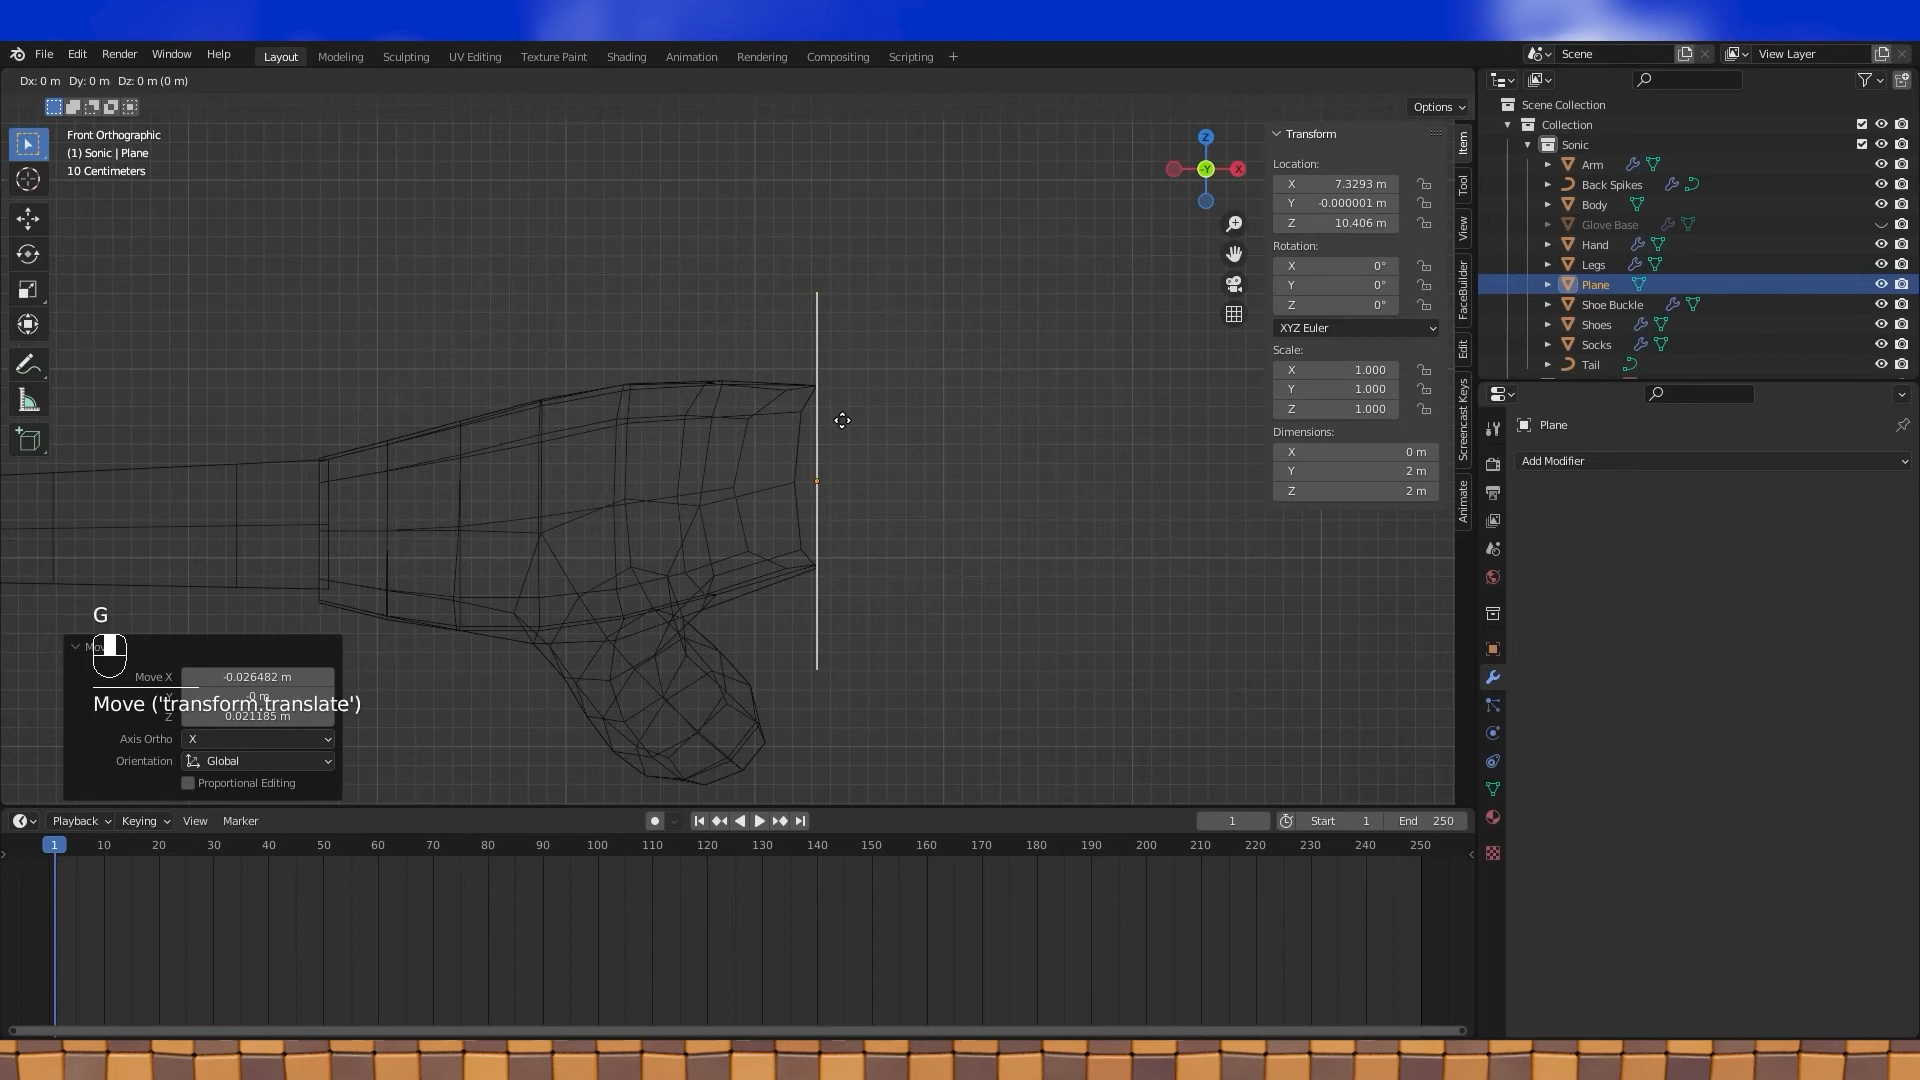 File Edit Render Window Help Layout Modeling Sculpting UV Editing Texture Paint Shading Animation Rendering Compositing Scripting + Scene View Layer
Dx: 0 m Dy: 0 m Dz: 0 m (0 m)
Options
Front Orthographic
(1) Sonic | Plane
10 Centimeters
Z
-Y
X
Transform
Location:
X 7.3293 m
Y -0.000001 m
Z 10.406 m
Rotation:
X 0°
Y 0°
Z 0°
XYZ Euler
Scale:
X 1.000
Y 1.000
Z 1.000
Dimensions:
X 0 m
Y 2 m
Z 2 m
Item
Tool
View
FaceBuilder
Edit
Screencast Keys
Animate
Scene Collection
Collection
Sonic
Arm
Back Spikes
Body
Glove Base
Hand
Legs
Plane
Shoe Buckle
Shoes
Socks
Tail
Plane
Add Modifier
G
Move X -0.026482 m
Y -0 m
Move ('transform.translate')
Z 0.021185 m
Axis Ortho X
Orientation Global
Proportional Editing
Playback Keying View Marker 1 Start 1 End 250
1 10 20 30 40 50 60 70 80 90 100 110 120 130 140 150 160 170 180 190 200 210 220 230 240 250